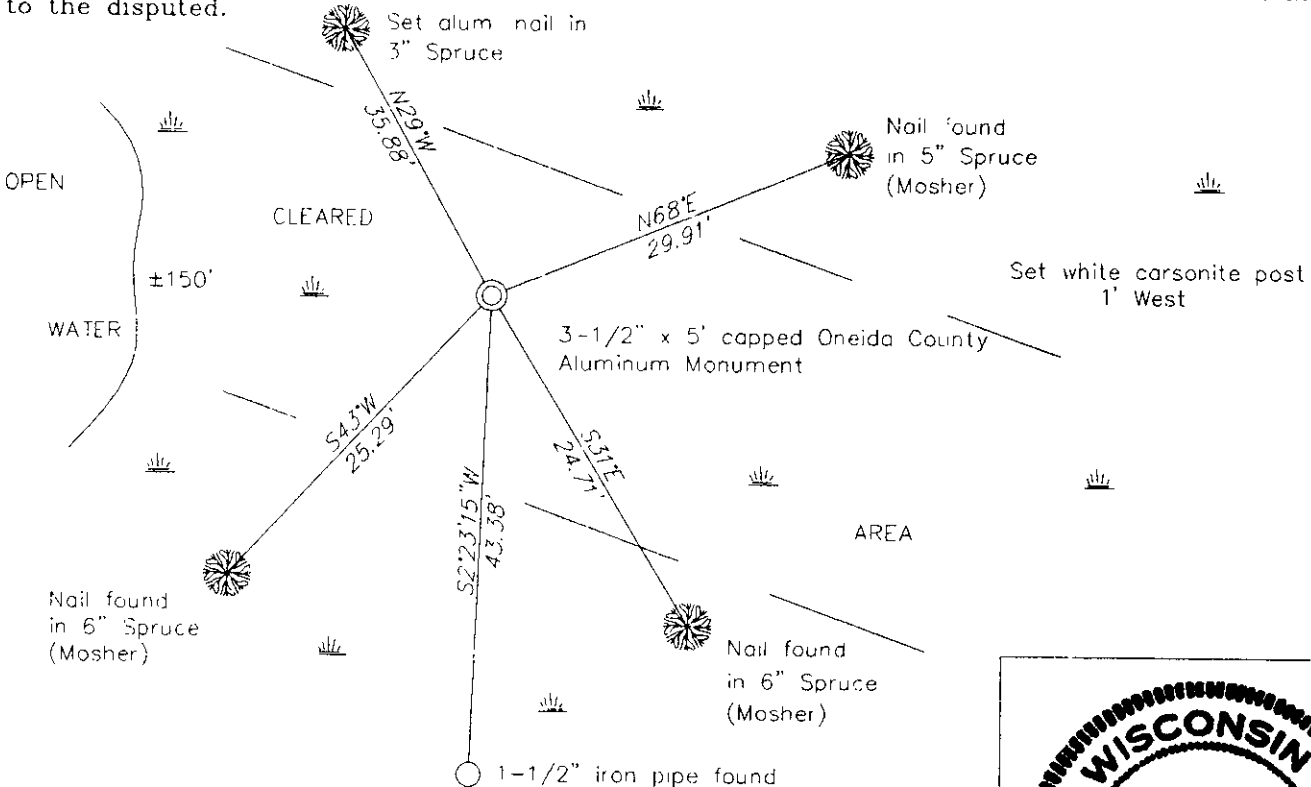 to the disputed.
Set alum nail in
3" Spruce
N29°W
35.88'
Nail found
in 5" Spruce
(Mosher)
OPEN
CLEARED
N68°E
29.91'
±150'
Set white carsonite post
1' West
WATER
3-1/2" x 5' capped Oneida County
Aluminum Monument
S43°W
25.29'
S31°E
24.71'
S2°23'15"W
43.38'
AREA
Nail found
in 6" Spruce
(Mosher)
Nail found
in 6" Spruce
(Mosher)
WISCONSIN
1-1/2" iron pipe found